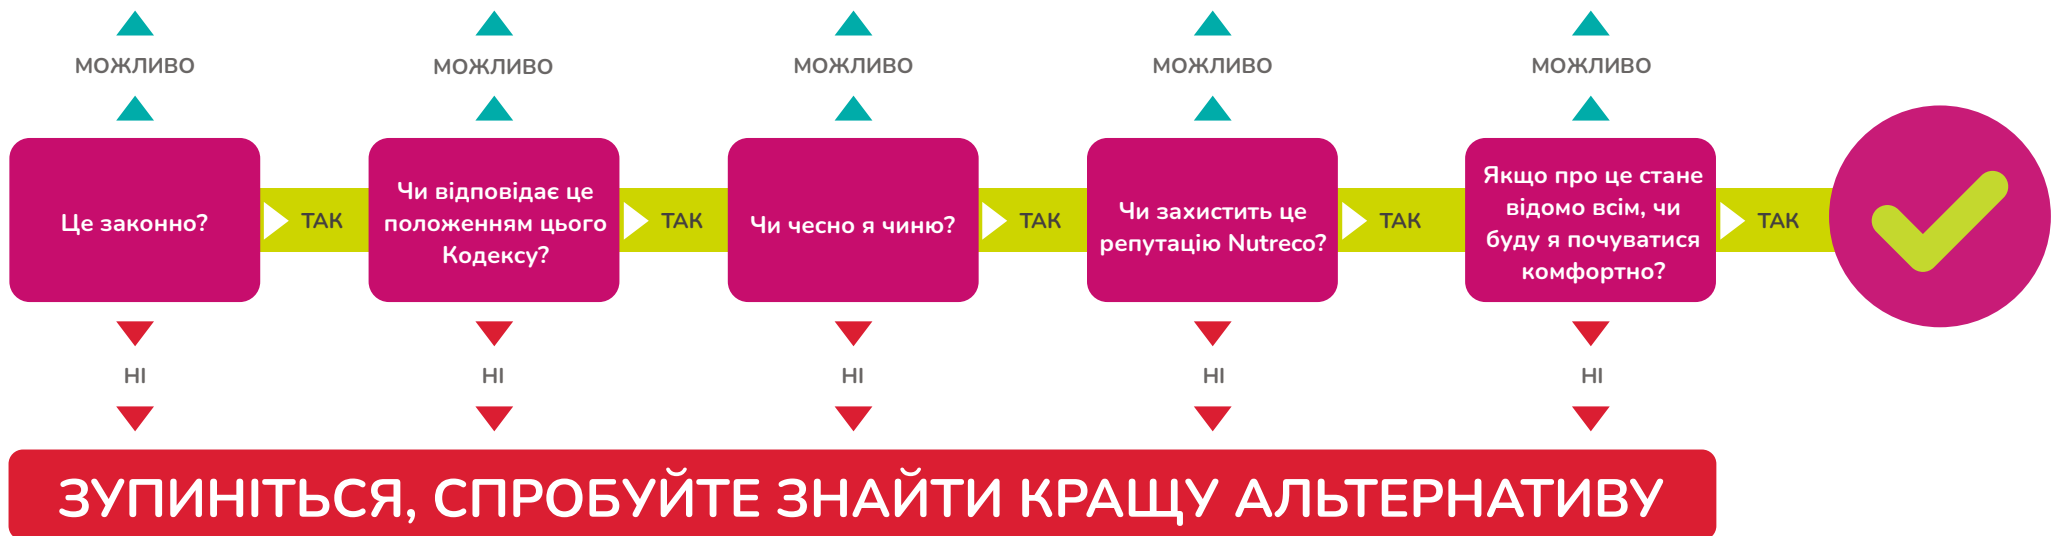 МОЖЛИВО
МОЖЛИВО
МОЖЛИВО
МОЖЛИВО
МОЖЛИВО
Це законно?
ТАК
Чи відповідає це
положенням цього
Кодексу?
ТАК
Чи чесно я чиню?
ТАК
Чи захистить це
репутацію Nutreco?
ТАК
Якщо про це стане
відомо всім, чи
буду я почуватися
комфортно?
ТАК
НІ
НІ
НІ
НІ
НІ
ЗУПИНІТЬСЯ, СПРОБУЙТЕ ЗНАЙТИ КРАЩУ АЛЬТЕРНАТИВУ